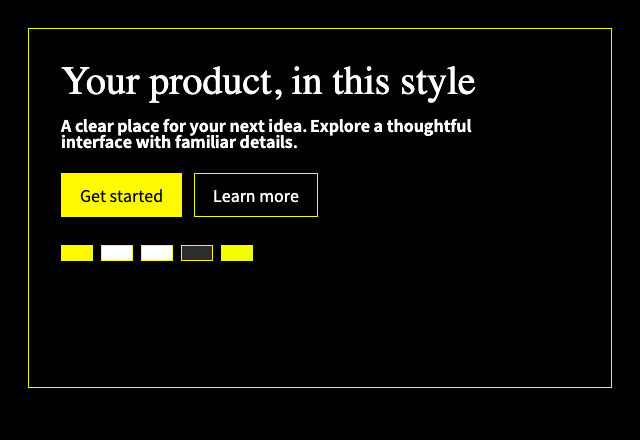 Your product, in this style
A clear place for your next idea. Explore a thoughtful
interface with familiar details.
Get started
Learn more